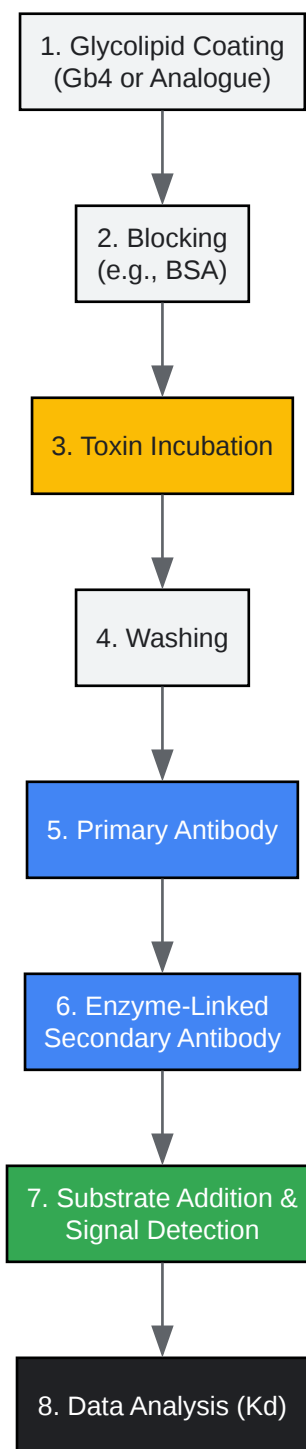 1. Glycolipid Coating
(Gb4 or Analogue)
2. Blocking
(e.g., BSA)
3. Toxin Incubation
4. Washing
5. Primary Antibody
6. Enzyme-Linked
Secondary Antibody
7. Substrate Addition &
Signal Detection
8. Data Analysis (Kd)